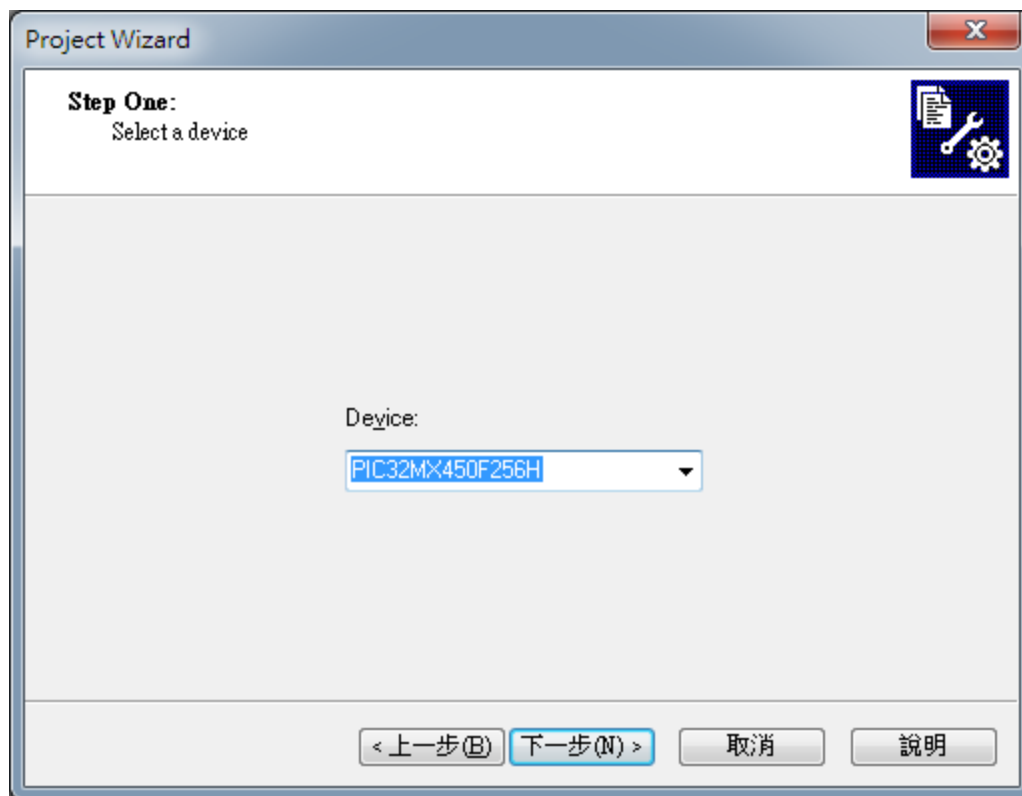 Project Wizard
Step One:
Select a device
Device:
PIC32MX450F256H
<上一步(B) 下一步(N)> 取消 說明